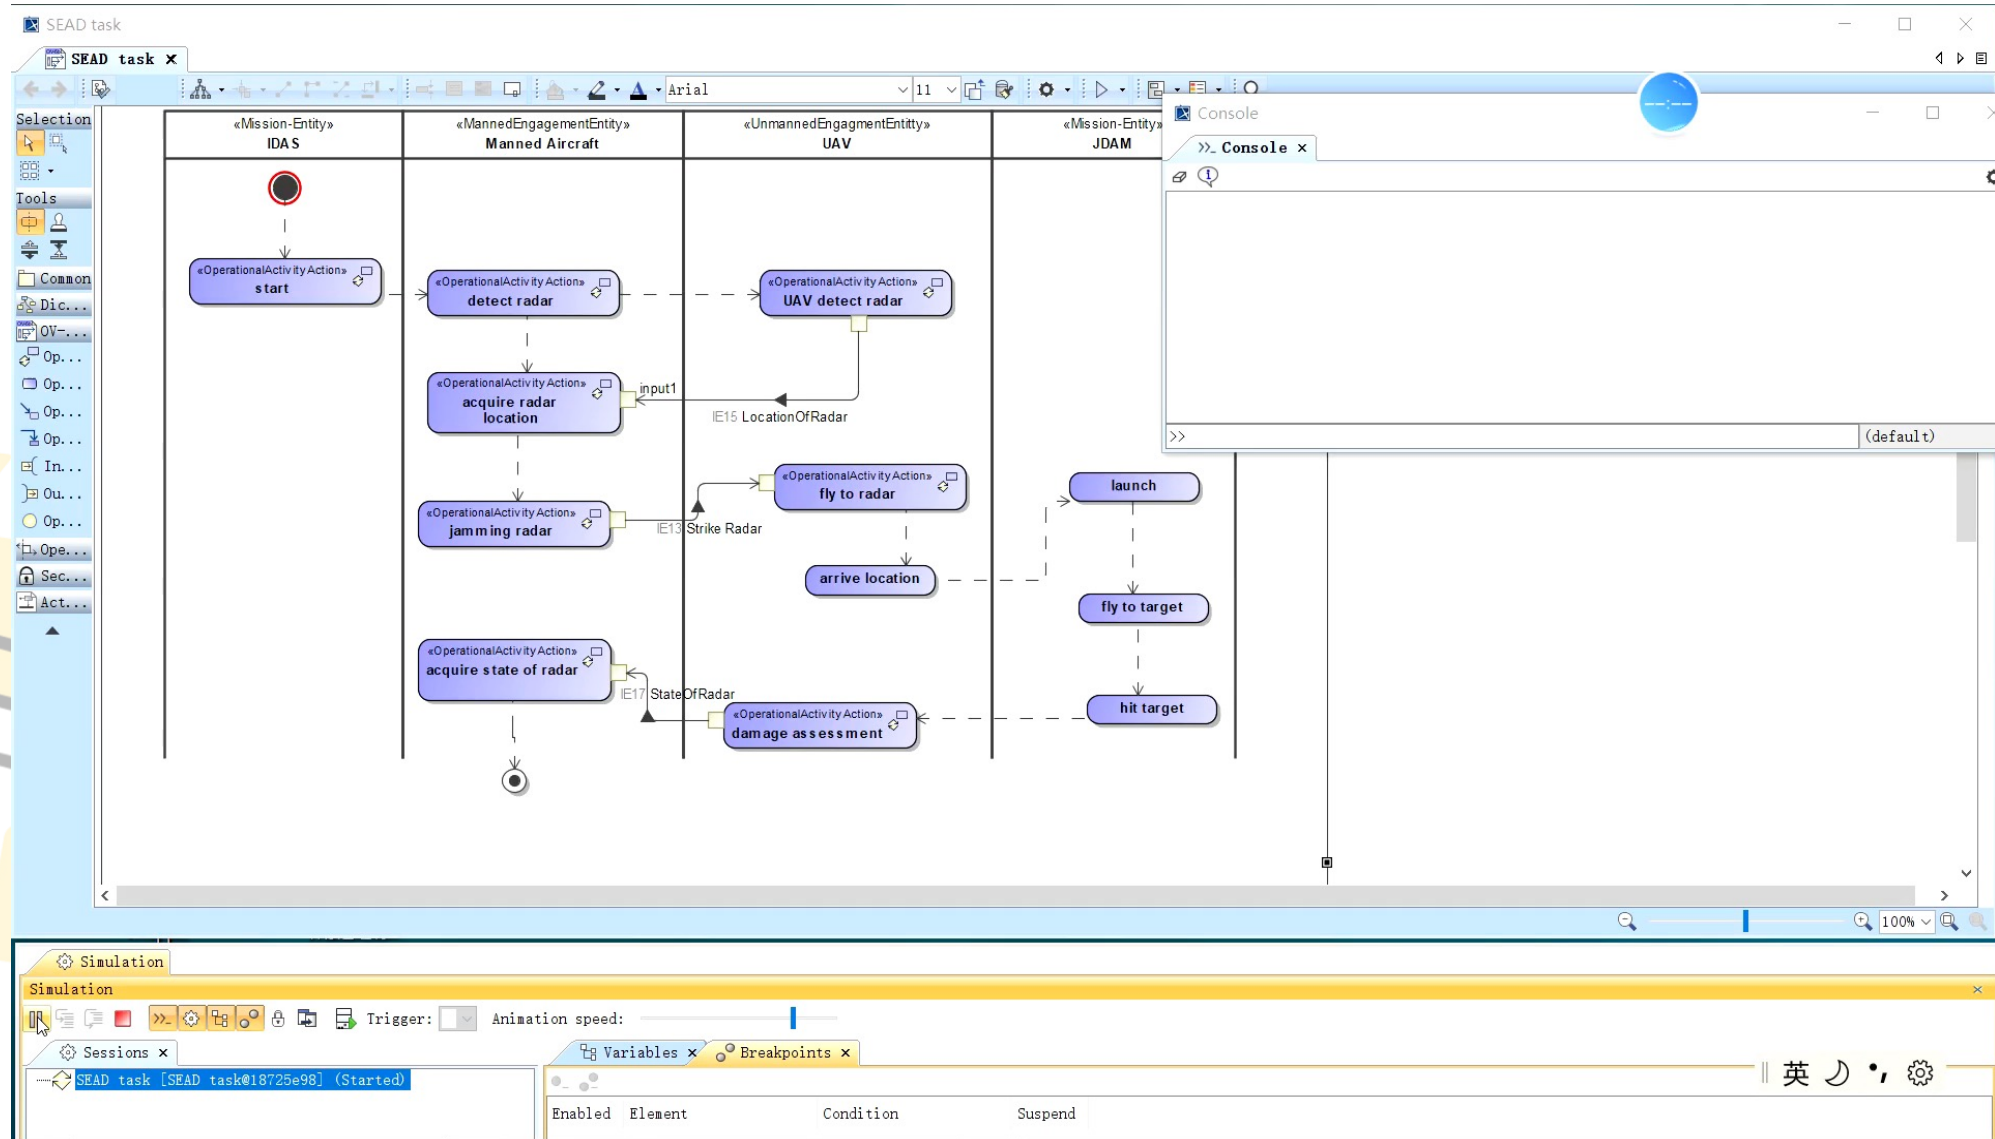 SEAD task
SEAD task
Arial
11
Selection
Tools
Common
Dic...
OV-...
Op...
Op...
Op...
Op...
In...
Ou...
Op...
Ope...
Sec...
Act...
«Mission-Entity»
IDAS
«MannedEngagementEntity»
Manned Aircraft
«UnmannedEngagmentEntitty»
UAV
«Mission-Entity»
JDAM
«OperationalActivityAction»
start
«OperationalActivityAction»
detect radar
«OperationalActivityAction»
UAV detect radar
«OperationalActivityAction»
acquire radar
location
input1
IE15 LocationOfRadar
«OperationalActivityAction»
fly to radar
launch
«OperationalActivityAction»
jamming radar
IE13 Strike Radar
arrive location
fly to target
«OperationalActivityAction»
acquire state of radar
IE17 StateOfRadar
«OperationalActivityAction»
damage assessment
hit target
Console
>>_ Console
>>
(default)
100%
Simulation
Simulation
Trigger:
Animation speed:
Sessions
SEAD task [SEAD task@18725e98] (Started)
Variables
Breakpoints
Enabled Element Condition Suspend
英